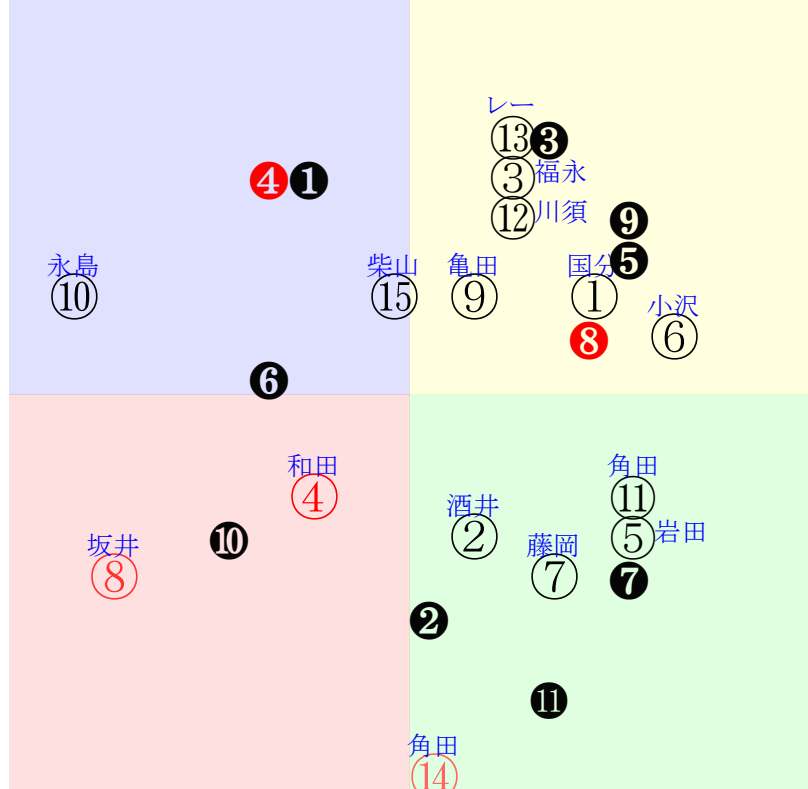 レー
⑬❸
③福永
❹❶
⑫川須
❾
永島 柴山 亀田 国分❺
⑩ ⑮ ⑨ ①
小沢
❽ ⑥
❻
和田 角田
④ ⑪
酒井
坂井 ❿ ② 藤岡 ⑤岩田
⑧ ⑦ ❼
❷
⓫
角田
⑭